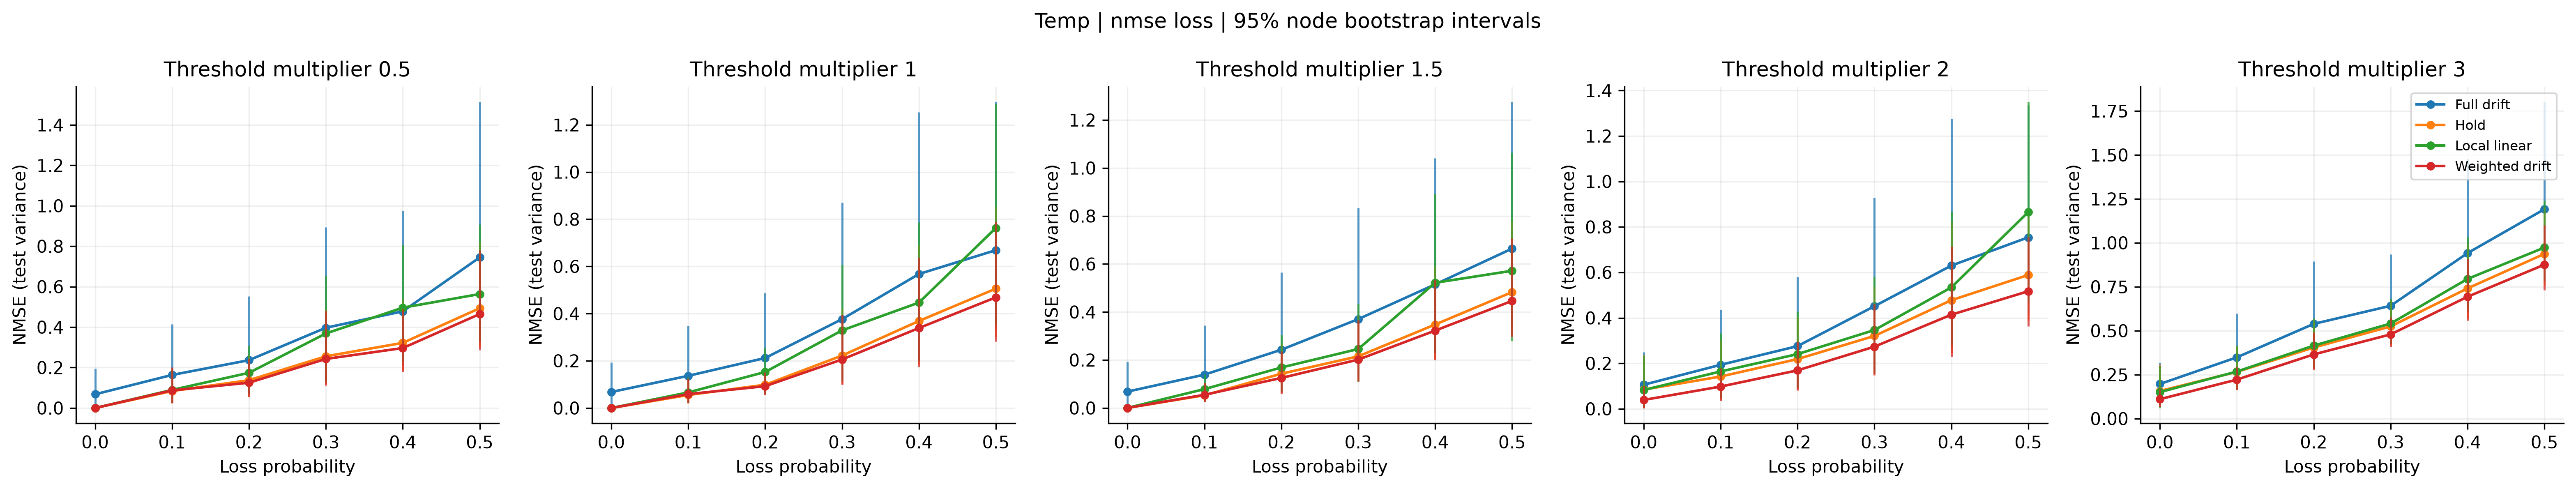 Temp | nmse loss | 95% node bootstrap intervals
Threshold multiplier 0.5
NMSE (test variance)
1.4
1.2
1.0
0.8
0.6
0.4
0.2
0.0
0.0 0.1 0.2 0.3 0.4 0.5
Loss probability
Threshold multiplier 1
NMSE (test variance)
1.2
1.0
0.8
0.6
0.4
0.2
0.0
0.0 0.1 0.2 0.3 0.4 0.5
Loss probability
Threshold multiplier 1.5
NMSE (test variance)
1.2
1.0
0.8
0.6
0.4
0.2
0.0
0.0 0.1 0.2 0.3 0.4 0.5
Loss probability
Threshold multiplier 2
NMSE (test variance)
1.4
1.2
1.0
0.8
0.6
0.4
0.2
0.0
0.0 0.1 0.2 0.3 0.4 0.5
Loss probability
Threshold multiplier 3
NMSE (test variance)
1.75
1.50
1.25
1.00
0.75
0.50
0.25
0.00
0.0 0.1 0.2 0.3 0.4 0.5
Loss probability
Full drift
Hold
Local linear
Weighted drift